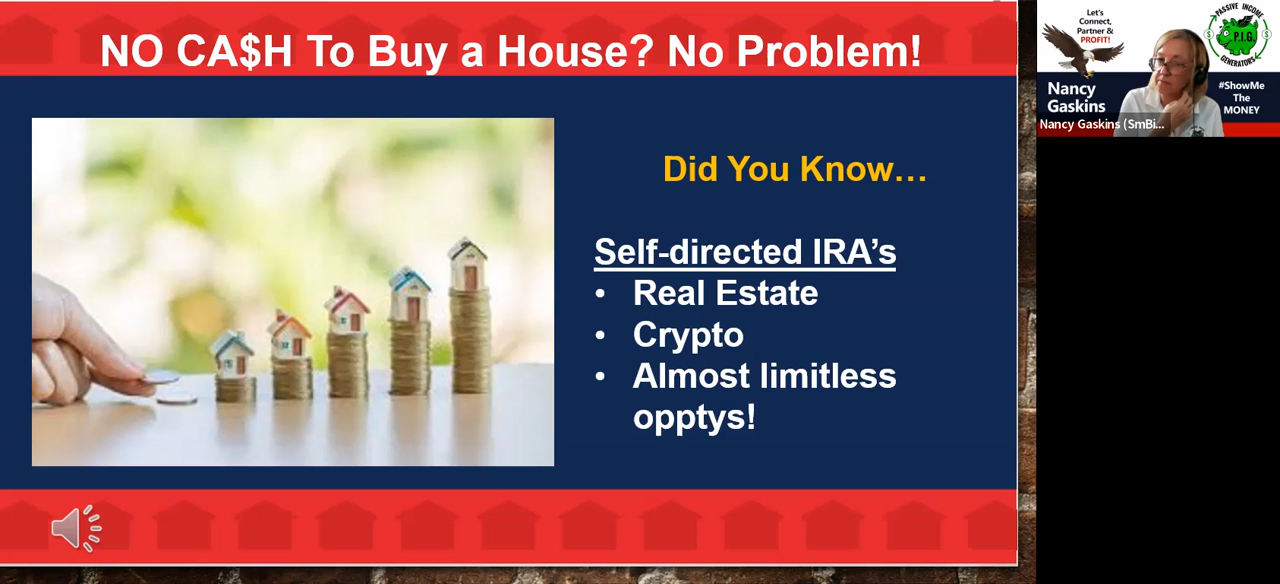 NO CA$H To Buy a House? No Problem!
Did You Know…
Self-directed IRA’s
• Real Estate
• Crypto
• Almost limitless
opptys!
Let's
Connect,
Partner &
PROFIT!
Nancy
Gaskins
PASSIVE INCOME
P.I.G.
GENERATORS
#ShowMe
The
MONEY
Nancy Gaskins (SmBi...